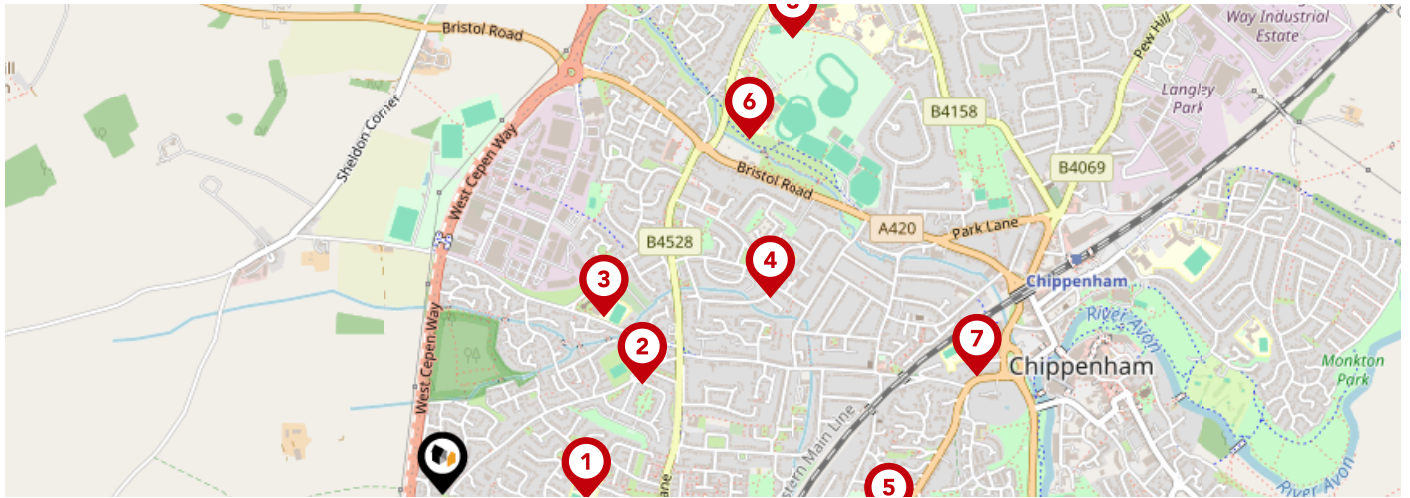 Bristol Road
Way Industrial
Estate
Pew Hill
Langley
Park
Sheldon Corner
6
B4158
West Cepen Way
B4069
Bristol Road
A420
Park Lane
B4528
4
3
Chippenham
River Avon
West Cepen Way
2
7
Chippenham
Monkton
Park
1
5
Main Line
River Avon